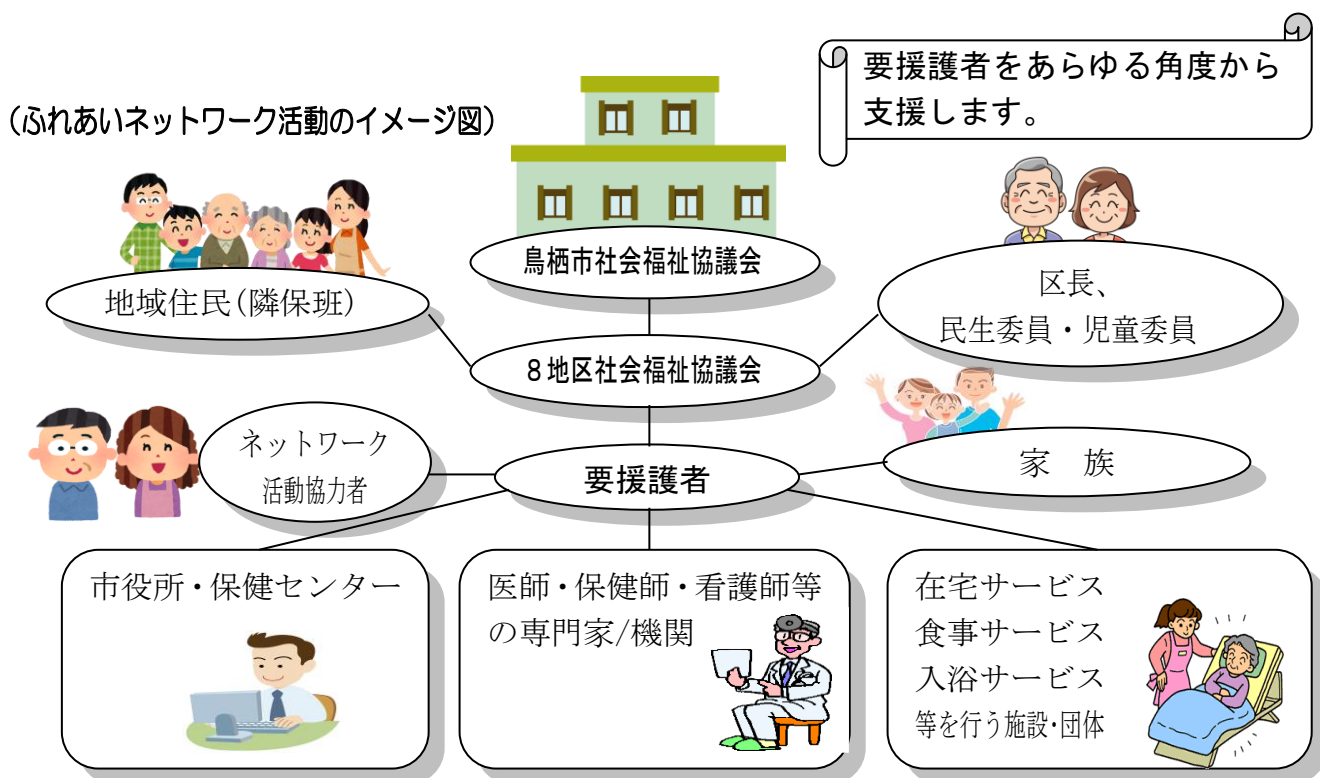 要援護者をあらゆる角度から
支援します。
(ふれあいネットワーク活動のイメージ図)
鳥栖市社会福祉協議会
地域住民(隣保班)
区長、
民生委員・児童委員
8地区社会福祉協議会
ネットワーク
活動協力者
要援護者
家　族
市役所・保健センター
医師・保健師・看護師等
の専門家/機関
在宅サービス
食事サービス
入浴サービス
等を行う施設・団体